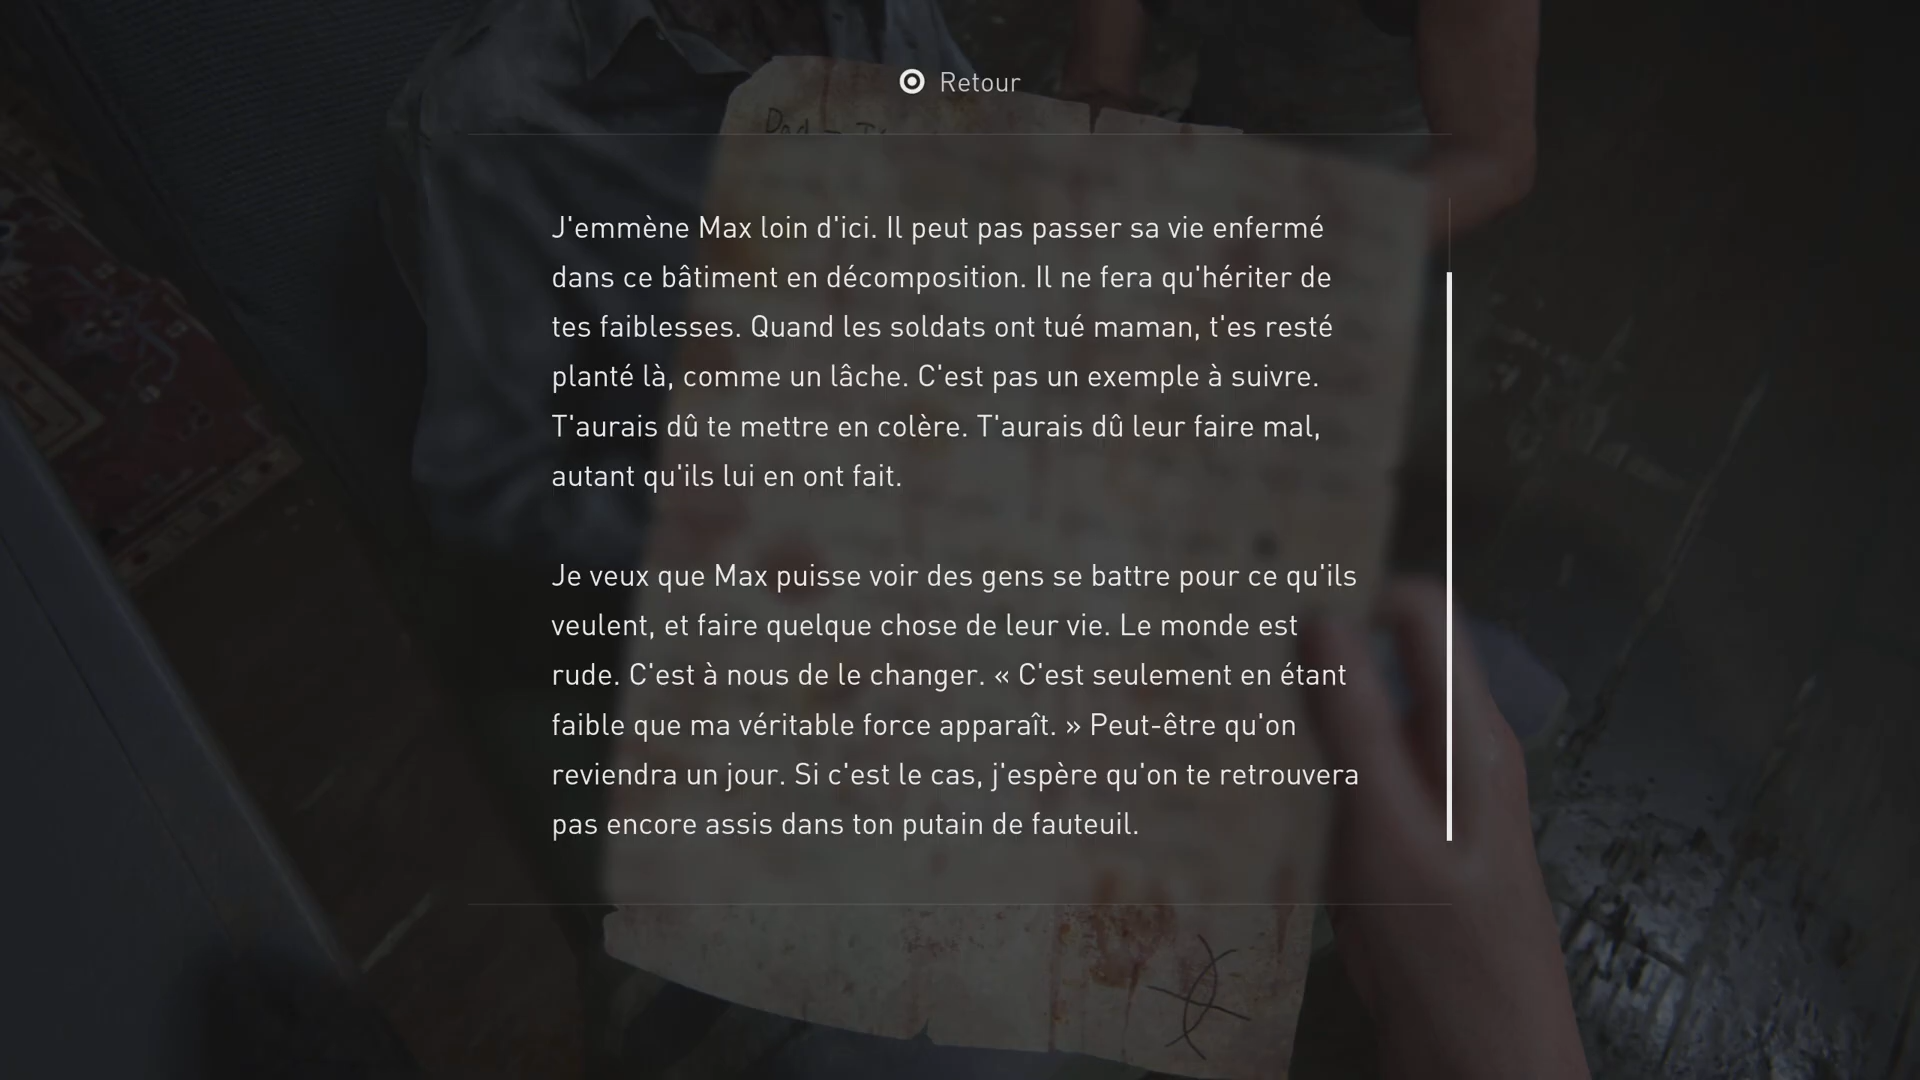 Retour
Dad -
J'emmène Max loin d'ici. Il peut pas passer sa vie enfermé
dans ce bâtiment en décomposition. Il ne fera qu'hériter de
tes faiblesses. Quand les soldats ont tué maman, t'es resté
planté là, comme un lâche. C'est pas un exemple à suivre.
T'aurais dû te mettre en colère. T'aurais dû leur faire mal,
autant qu'ils lui en ont fait.
Je veux que Max puisse voir des gens se battre pour ce qu'ils
veulent, et faire quelque chose de leur vie. Le monde est
rude. C'est à nous de le changer. « C'est seulement en étant
faible que ma véritable force apparaît. » Peut-être qu'on
reviendra un jour. Si c'est le cas, j'espère qu'on te retrouvera
pas encore assis dans ton putain de fauteuil.